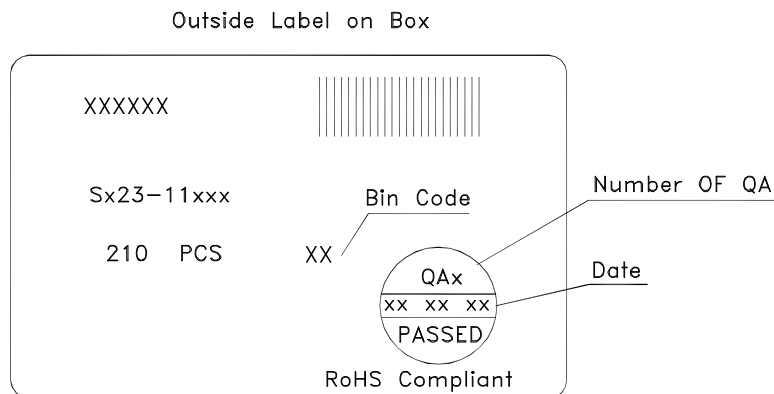 Outside Label on Box
XXXXXX
Sx23-11xxx
Bin Code
Number OF QA
210 PCS
XX
QAx
Date
xx xx xx
PASSED
RoHS Compliant